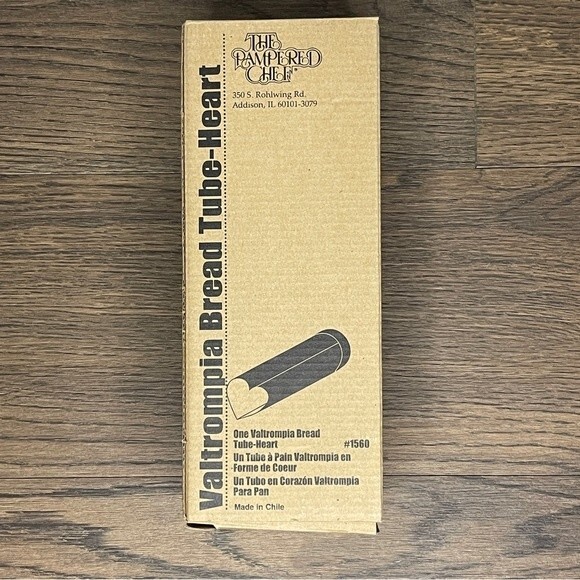 THE
PAMPERED
CHEF®
350 S. Rohlwing Rd.
Addison, IL 60101-3079
Valtrompia Bread Tube-Heart
One Valtrompia Bread
Tube-Heart #1560
Un Tube à Pain Valtrompia en
Forme de Coeur
Un Tubo en Corazón Valtrompia
Para Pan
Made in Chile